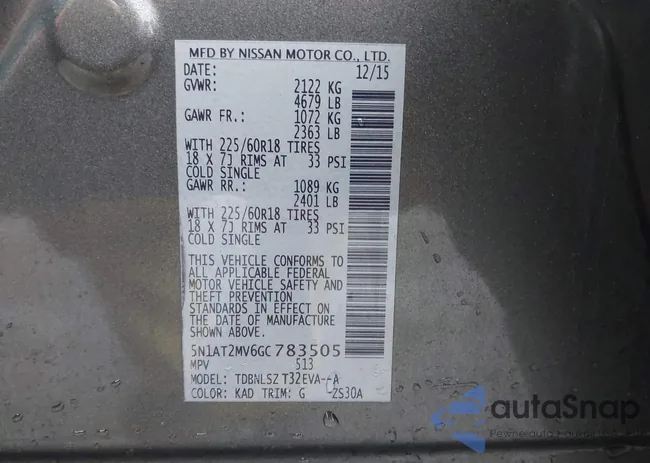 MFD BY NISSAN MOTOR CO., LTD.
DATE: 12/15
GVWR: 2122 KG
4679 LB
GAWR FR.: 1072 KG
2363 LB
WITH 225/60R18 TIRES
18 X 7J RIMS AT 33 PSI
COLD SINGLE
GAWR RR.: 1089 KG
2401 LB
WITH 225/60R18 TIRES
18 X 7J RIMS AT 33 PSI
COLD SINGLE
THIS VEHICLE CONFORMS TO
ALL APPLICABLE FEDERAL
MOTOR VEHICLE SAFETY AND
THEFT PREVENTION
STANDARDS IN EFFECT ON
THE DATE OF MANUFACTURE
5N1AT2MV6GC783505
MPV 513
MODEL: TDBNLSZ T32EVA--A
COLOR: KAD TRIM: G 2S30A
autaSnap